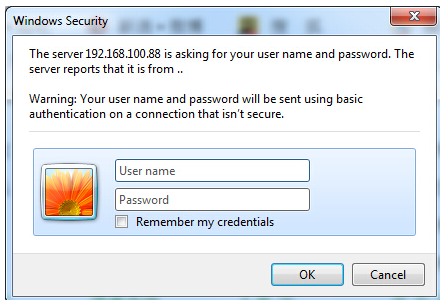 Windows Security
The server 192.168.100.88 is asking for your user name and password. The
server reports that it is from ..
Warning: Your user name and password will be sent using basic
authentication on a connection that isn't secure.
User name
Password
Remember my credentials
OK
Cancel